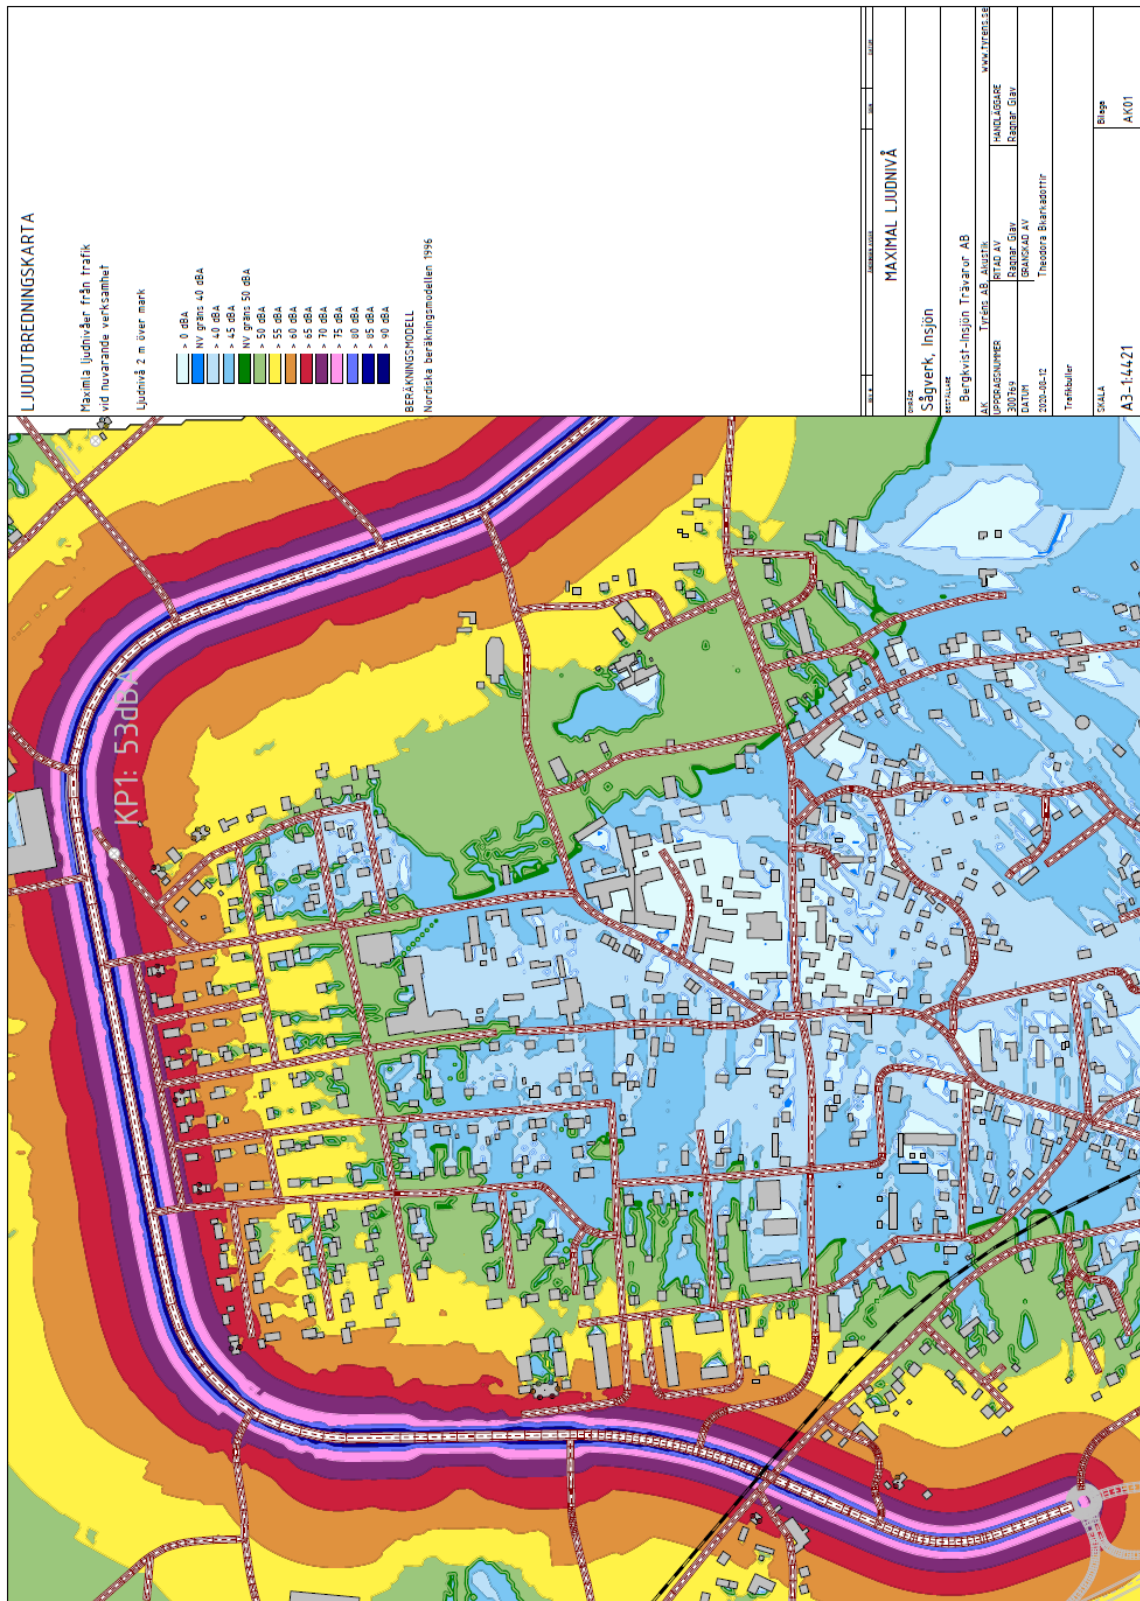 LJUDUTBREDNINGSKARTA
Maximla ljudnivåer från trafik
vid nuvarande verksamhet
Ljudnivå 2 m över mark
> 0 dBA
NV gräns 40 dBA
> 40 dBA
> 45 dBA
NV gräns 50 dBA
> 50 dBA
> 55 dBA
> 60 dBA
> 65 dBA
> 70 dBA
> 75 dBA
> 80 dBA
> 85 dBA
> 90 dBA
BERÄKNINGSMODELL
Nordiska beräkningsmodellen 1996
KP1: 53dBA
MAXIMAL LJUDNIVÅ
OMRÅDE
Sågverk, Insjön
BESTÄLLARE
Bergkvist-Insjön Trävaror AB
AK Tyréns AB, Akustik www.tyrens.se
UPPDRAGSNUMMER RITAD AV HANDLÄGGARE
300769 Ragnar Glav Ragnar Glav
DATUM GRANSKAD AV
2020-08-12 Theodora Bkarkadottir
Trafikbuller
SKALA Bilaga
A3-1:4421 AK01